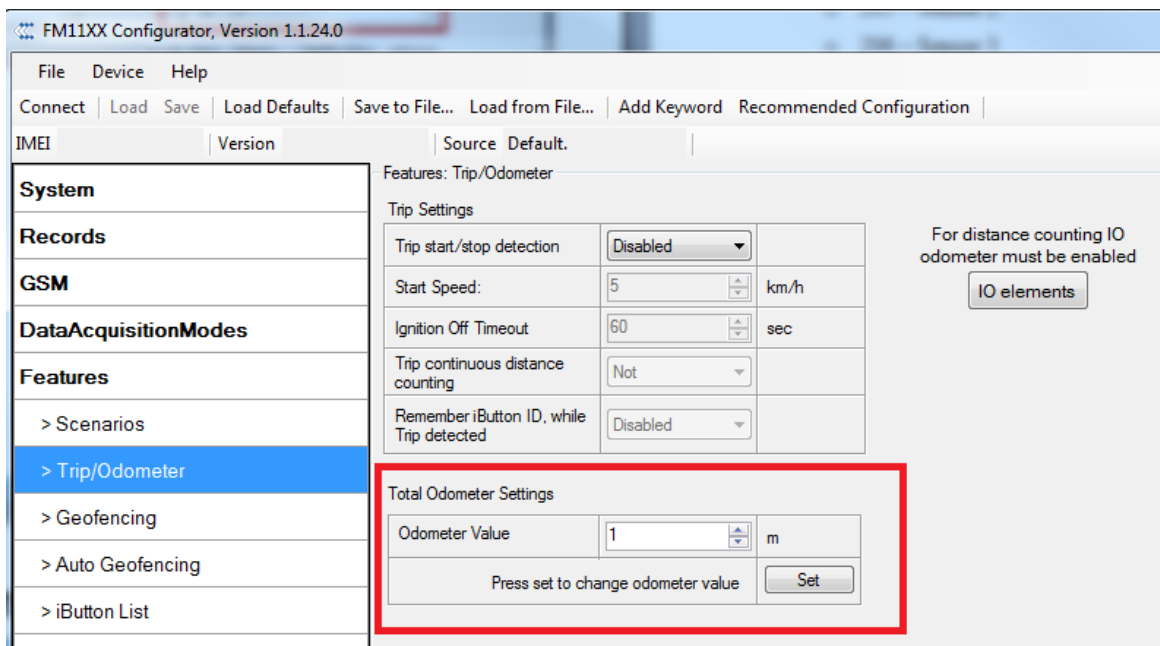 FM11XX Configurator, Version 1.1.24.0
File Device Help
Connect Load Save Load Defaults Save to File... Load from File... Add Keyword Recommended Configuration
IMEI Version Source Default.
System
Records
GSM
DataAcquisitionModes
Features
> Scenarios
> Trip/Odometer
> Geofencing
> Auto Geofencing
> iButton List
Features: Trip/Odometer
Trip Settings
Trip start/stop detection Disabled
Start Speed: 5 km/h
Ignition Off Timeout 60 sec
Trip continuous distance
counting Not
Remember iButton ID, while
Trip detected Disabled
For distance counting IO
odometer must be enabled
IO elements
Total Odometer Settings
Odometer Value 1 m
Press set to change odometer value Set